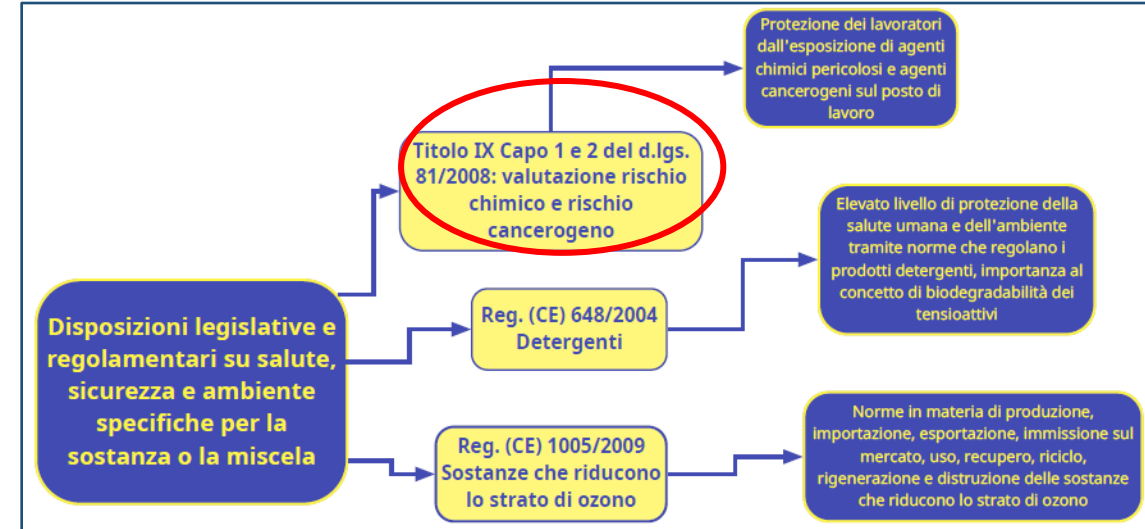 Protezione dei lavoratori
dall'esposizione di agenti
chimici pericolosi e agenti
cancerogeni sul posto di
lavoro
Titolo IX Capo 1 e 2 del d.lgs.
81/2008: valutazione rischio
chimico e rischio
cancerogeno
Elevato livello di protezione della
salute umana e dell'ambiente
tramite norme che regolano i
prodotti detergenti, importanza al
concetto di biodegradabilità dei
tensioattivi
Disposizioni legislative e
regolamentari su salute,
sicurezza e ambiente
specifiche per la
sostanza o la miscela
Reg. (CE) 648/2004
Detergenti
Reg. (CE) 1005/2009
Sostanze che riducono
lo strato di ozono
Norme in materia di produzione,
importazione, esportazione, immissione sul
mercato, uso, recupero, riciclo,
rigenerazione e distruzione delle sostanze
che riducono lo strato di ozono